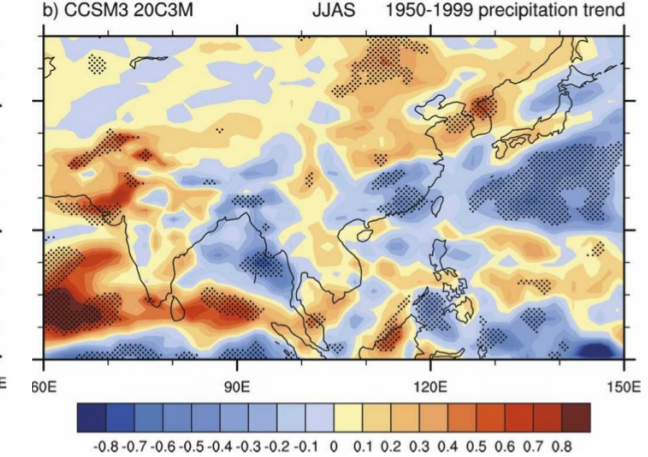 b) CCSM3 20C3M JJAS 1950-1999 precipitation trend
E 60E 90E 120E 150E
-0.8 -0.7 -0.6 -0.5 -0.4 -0.3 -0.2 -0.1 0 0.1 0.2 0.3 0.4 0.5 0.6 0.7 0.8